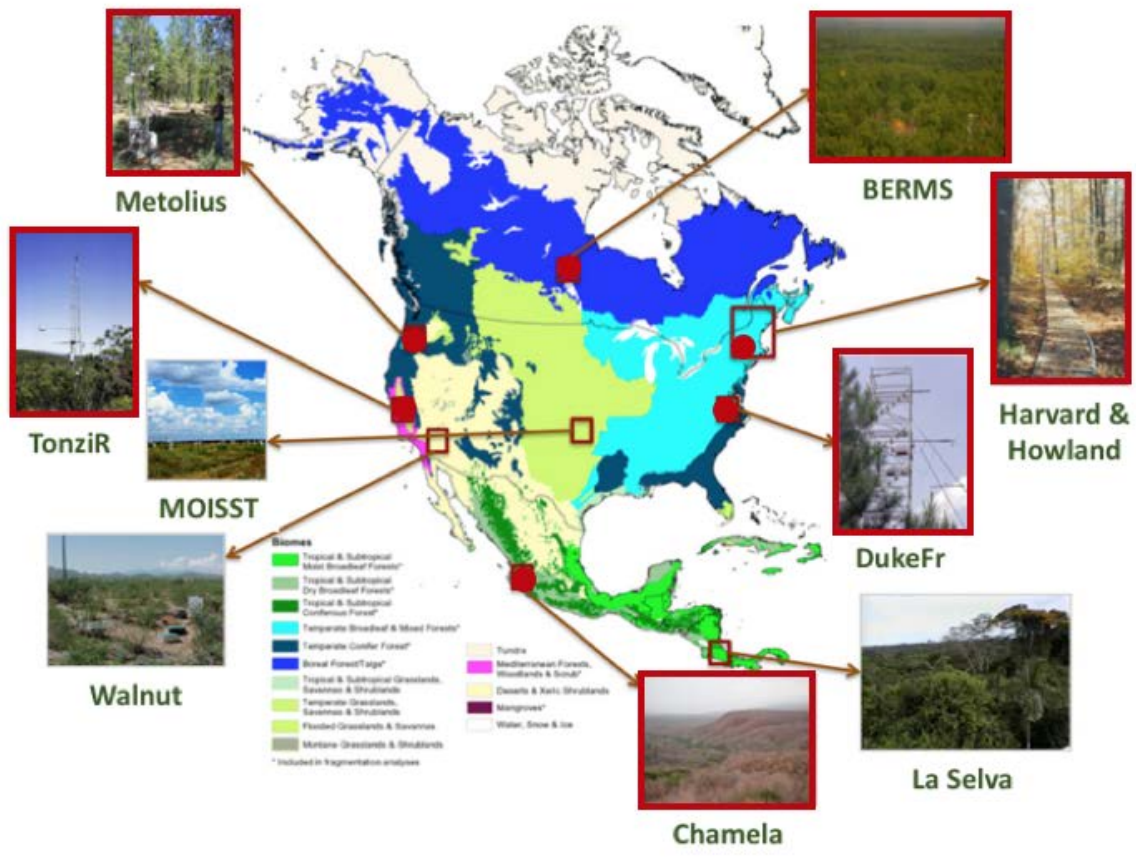 Metolius
BERMS
TonziR
Harvard &
Howland
MOISST
DukeFr
Walnut
La Selva
Chamela
Biomes
Tropical & Subtropical
Moist Broadleaf Forests*
Tropical & Subtropical
Dry Broadleaf Forests*
Tropical & Subtropical
Coniferous Forest*
Temperate Broadleaf & Mixed Forests*
Temperate Conifer Forest*
Boreal Forest/Taiga*
Tropical & Subtropical Grasslands,
Savannas & Shrublands
Temperate Grasslands,
Savannas & Shrublands
Flooded Grasslands & Savannas
Montane Grasslands & Shrublands
* Included in fragmentation analyses
Tundra
Mediterranean Forests,
Woodlands & Scrub*
Deserts & Xeric Shrublands
Mangroves*
Water, Snow & Ice